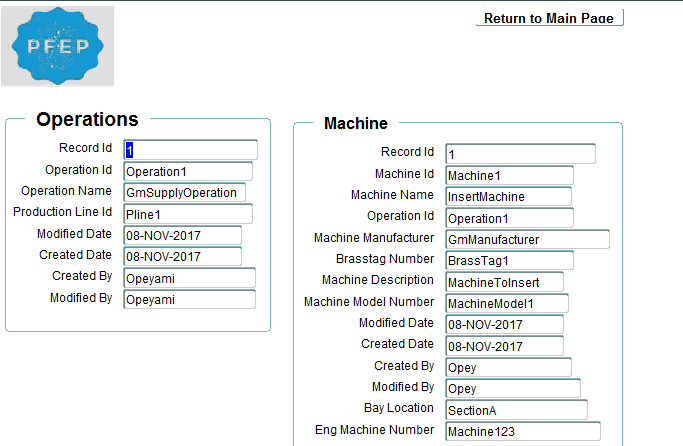 PFEP
Return to Main Page
Operations
Record Id 1
Operation Id Operation1
Operation Name GmSupplyOperation
Production Line Id Pline1
Modified Date 08-NOV-2017
Created Date 08-NOV-2017
Created By Opeyami
Modified By Opeyami
Machine
Record Id 1
Machine Id Machine1
Machine Name InsertMachine
Operation Id Operation1
Machine Manufacturer GmManufacturer
Brasstag Number BrassTag1
Machine Description MachineToInsert
Machine Model Number MachineModel1
Modified Date 08-NOV-2017
Created Date 08-NOV-2017
Created By Opey
Modified By Opey
Bay Location SectionA
Eng Machine Number Machine123